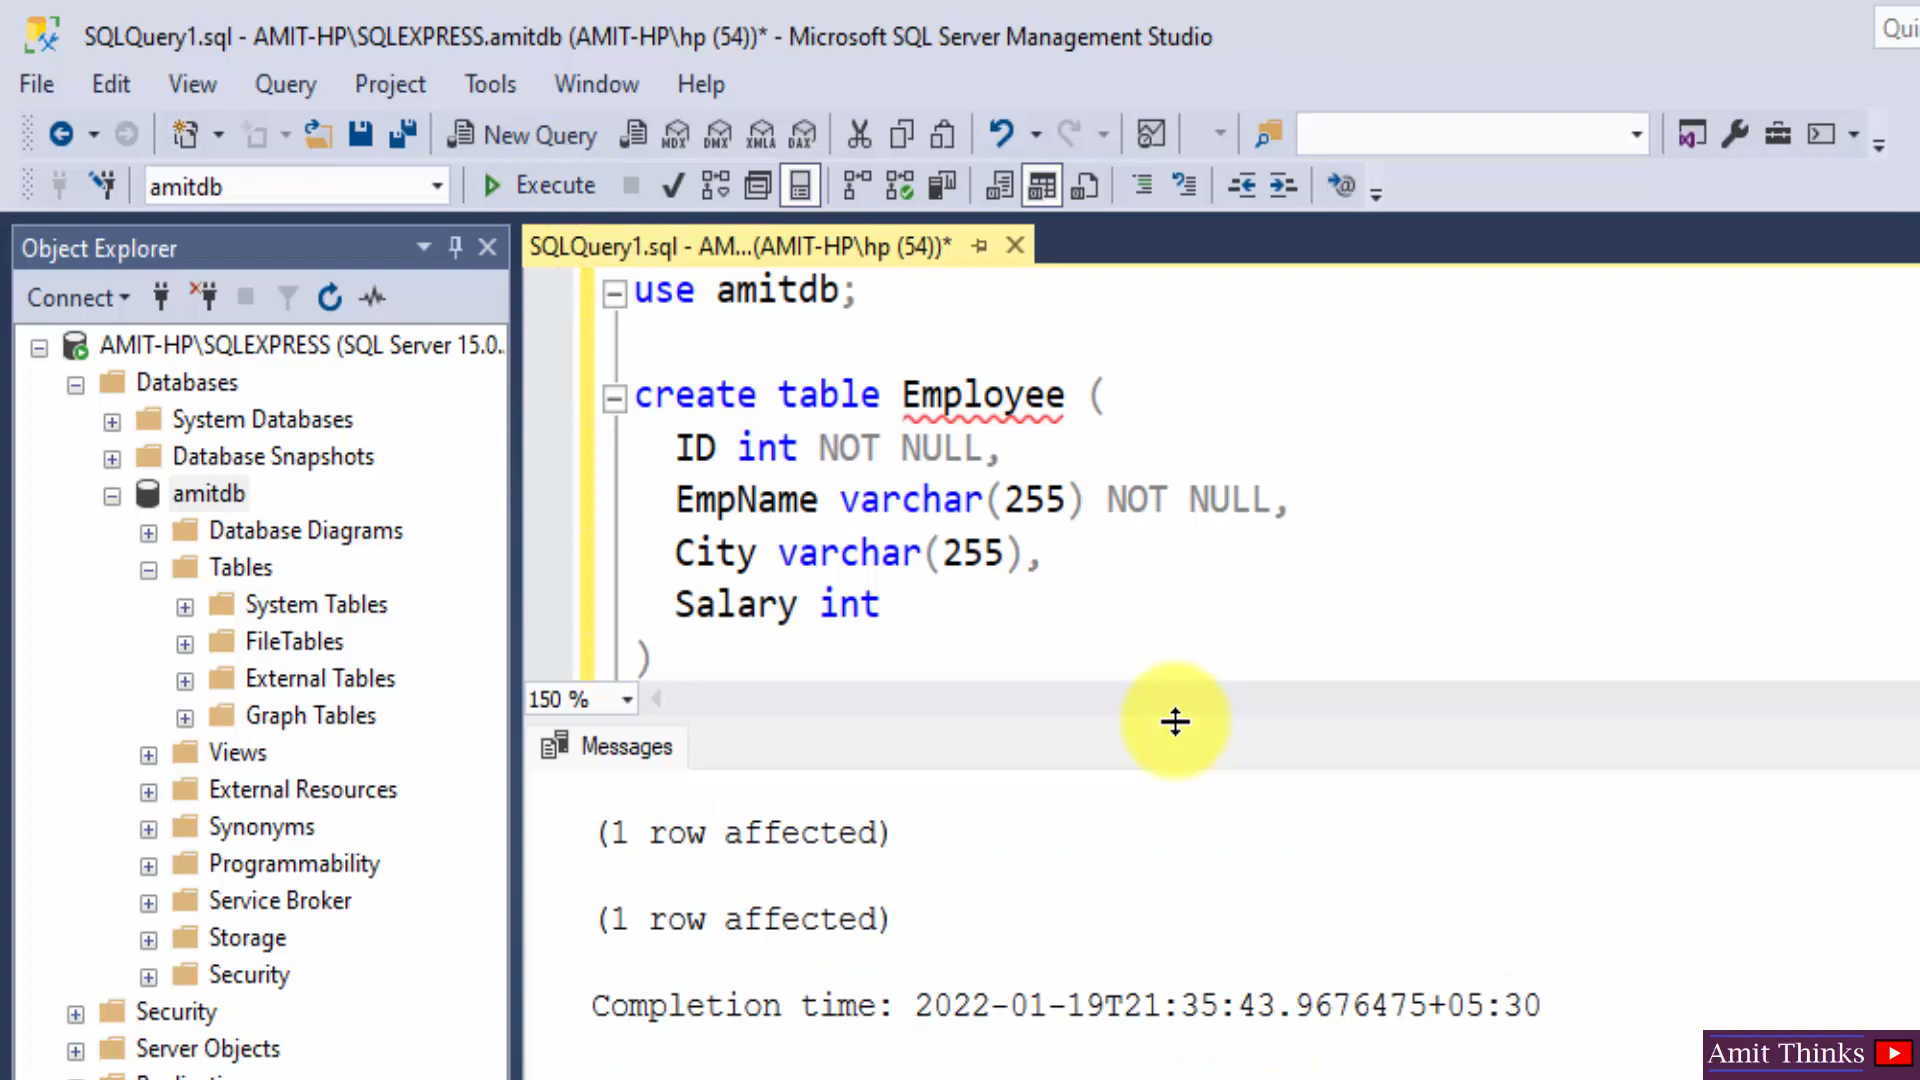 SQLQuery1.sql - AMIT-HP\SQLEXPRESS.amitdb (AMIT-HP\hp (54))* - Microsoft SQL Server Management Studio
Qui
File Edit View Query Project Tools Window Help
New Query MDX DMX XMLA DAX
amitdb Execute
Object Explorer
SQLQuery1.sql - AM...(AMIT-HP\hp (54))*
Connect
AMIT-HP\SQLEXPRESS (SQL Server 15.0..
Databases
System Databases
Database Snapshots
amitdb
Database Diagrams
Tables
System Tables
FileTables
External Tables
Graph Tables
Views
External Resources
Synonyms
Programmability
Service Broker
Storage
Security
Security
Server Objects
use amitdb;
create table Employee (
ID int NOT NULL,
EmpName varchar(255) NOT NULL,
City varchar(255),
Salary int
)
150 %
Messages
(1 row affected)
(1 row affected)
Completion time: 2022-01-19T21:35:43.9676475+05:30
Amit Thinks